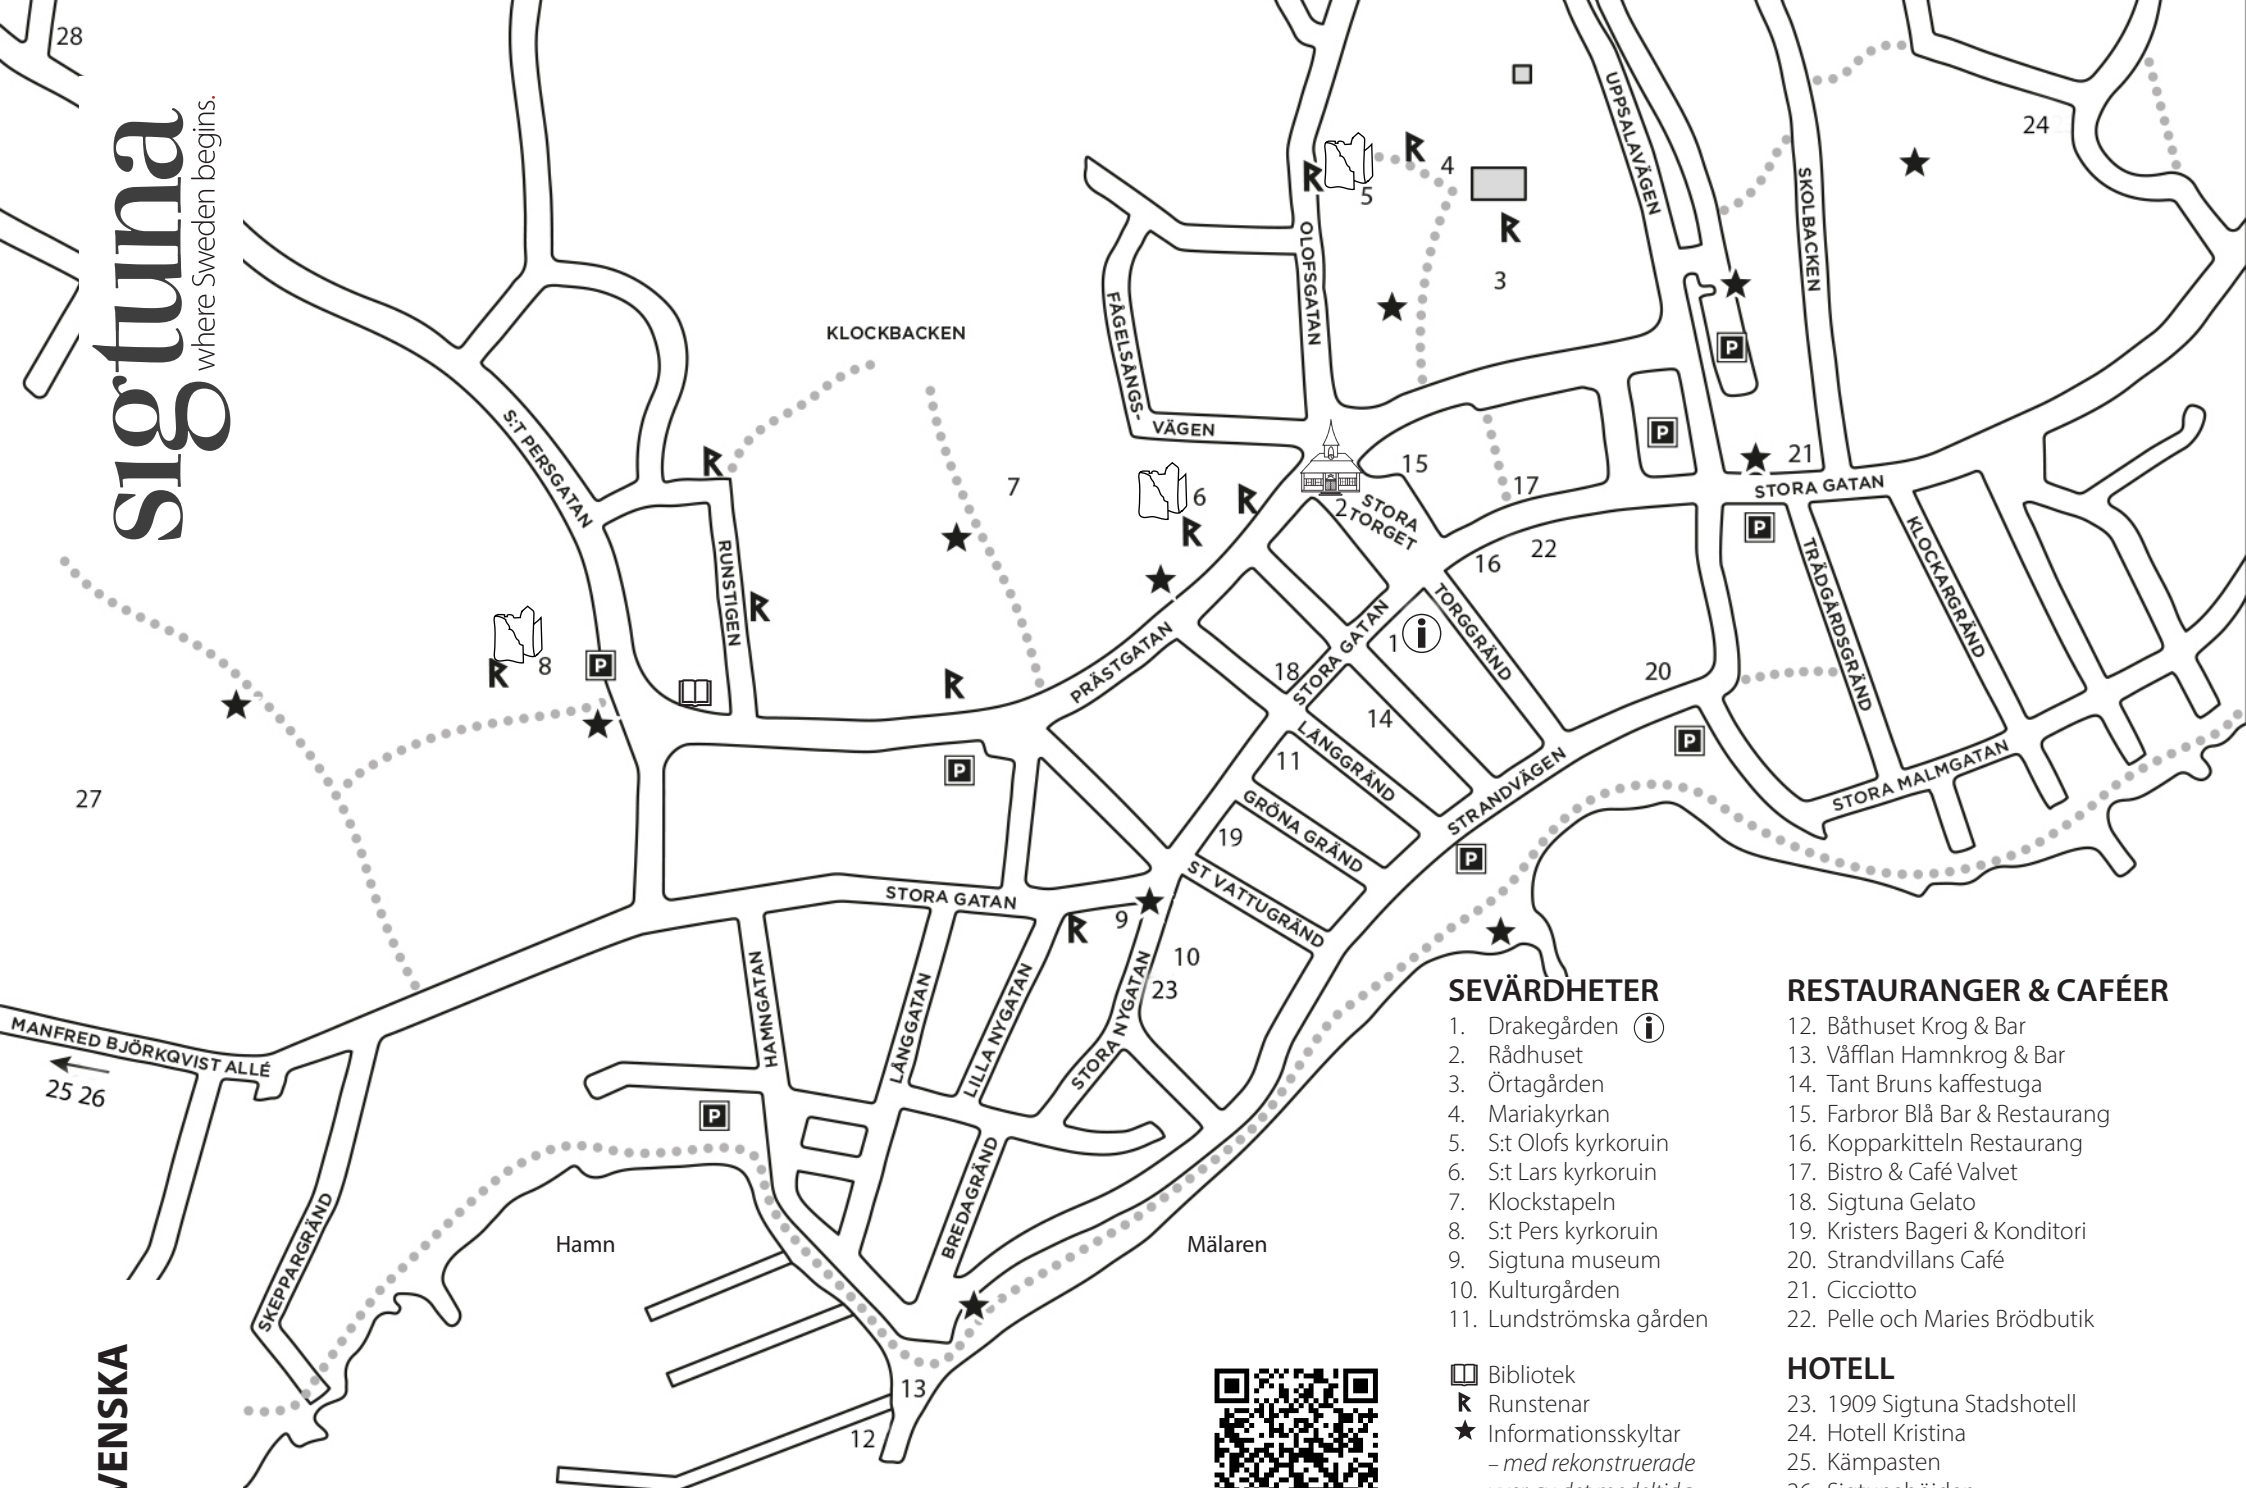 28
sigtuna
where Sweden begins.
UPPSALAVÄGEN
SKOLBACKEN
24
R
R
4
5
R
OLOFSGATAN
3
FÅGELSÅNGS-
VÄGEN
KLOCKBACKEN
P
P
S:T PERSGATAN
R
7
6
R
R
15
17
21
STORA GATAN
2
STORA
TORGET
P
16
22
TRÄDGÅRDSGRÄND
KLOCKARGRÄND
RUNSTIGEN
R
R
8
P
R
PRÄSTGATAN
18
STORA GATAN
1
TORGGRÄND
20
14
LÅNGGRÄND
11
P
STRANDVÄGEN
STORA MALMGATAN
27
P
GRÖNA GRÄND
19
P
ST VATTUGRÄND
STORA GATAN
R
9
10
23
HAMNGATAN
LÅNGGATAN
LILLA NYGATAN
STORA NYGATAN
MANFRED BJÖRKQVIST ALLÉ
25 26
P
BREDAGRÄND
SKEPPARGRÄND
Hamn
Mälaren
13
12
VENSKA
SEVÄRDHETER
1. Drakegården i
2. Rådhuset
3. Örtagården
4. Mariakyrkan
5. S:t Olofs kyrkoruin
6. S:t Lars kyrkoruin
7. Klockstapeln
8. S:t Pers kyrkoruin
9. Sigtuna museum
10. Kulturgården
11. Lundströmska gården
Bibliotek
R Runstenar
Informationsskyltar
– med rekonstruerade
RESTAURANGER & CAFÉER
12. Båthuset Krog & Bar
13. Våfflan Hamnkrog & Bar
14. Tant Bruns kaffestuga
15. Farbror Blå Bar & Restaurang
16. Kopparkitteln Restaurang
17. Bistro & Café Valvet
18. Sigtuna Gelato
19. Kristers Bageri & Konditori
20. Strandvillans Café
21. Cicciotto
22. Pelle och Maries Brödbutik
HOTELL
23. 1909 Sigtuna Stadshotell
24. Hotell Kristina
25. Kämpasten